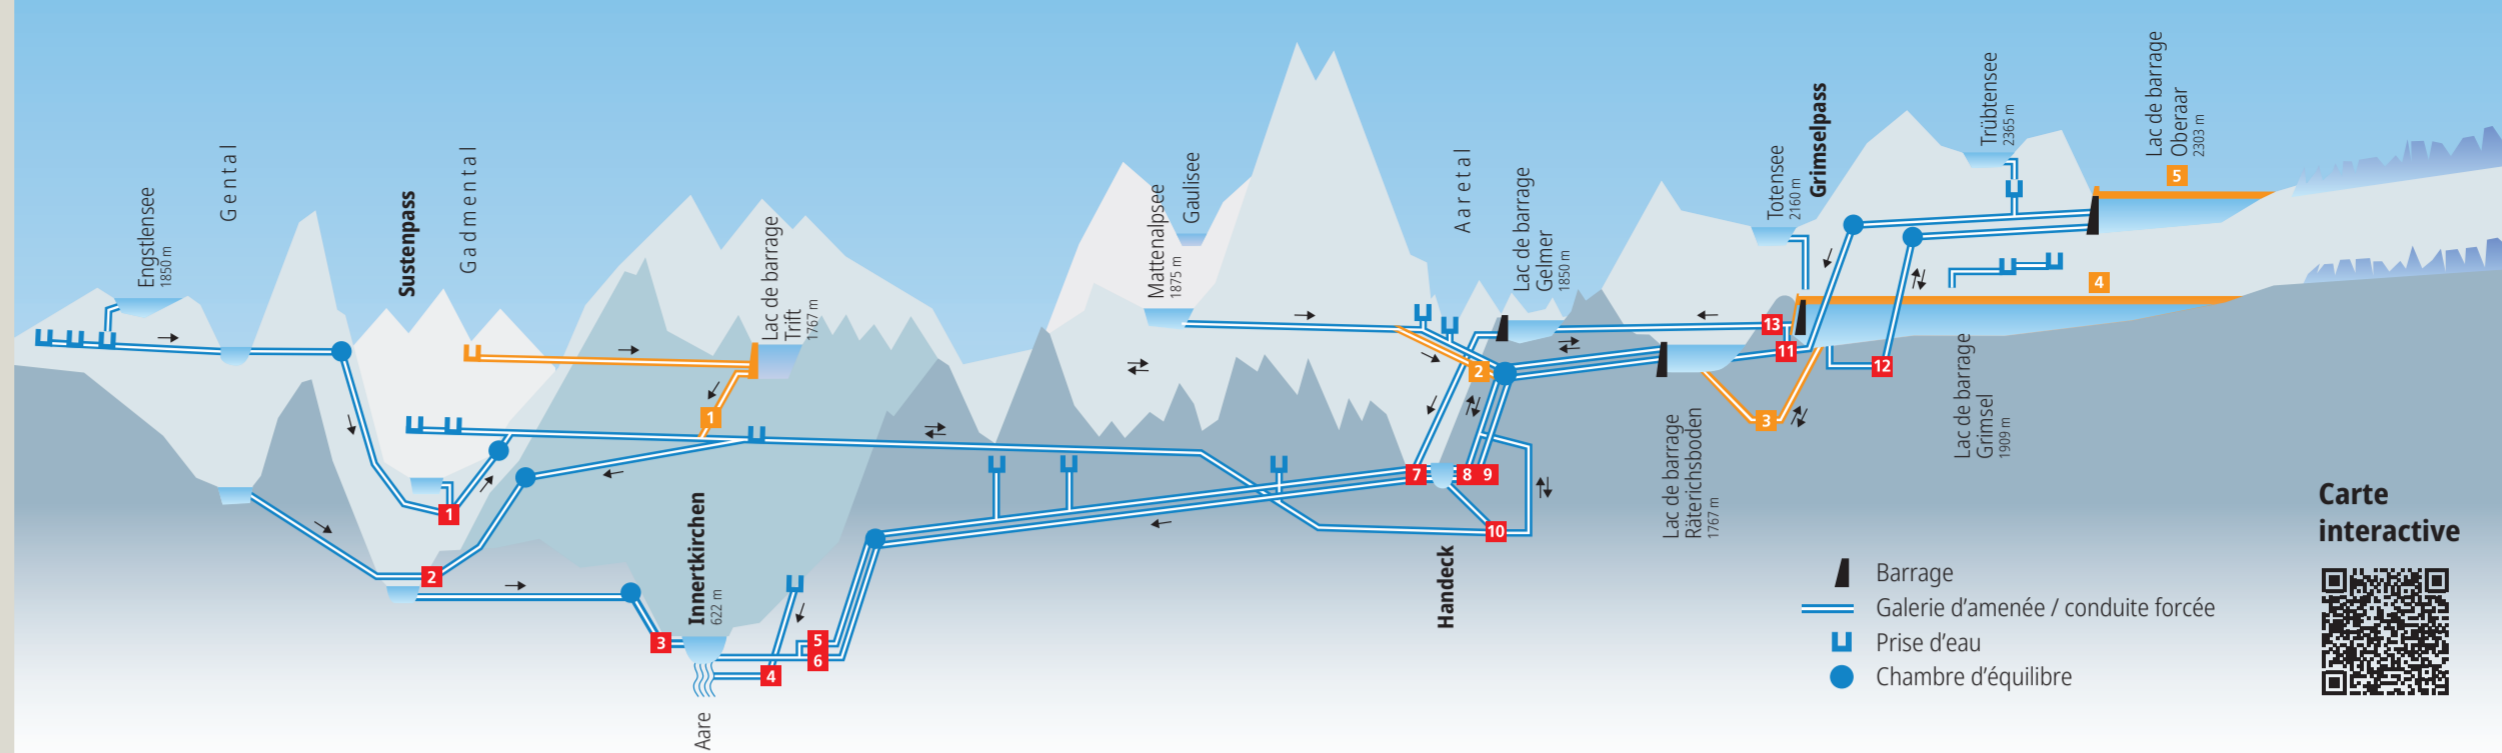 Engstlensee
1850 m
Gental
Sustenpass
Gadmental
Lac de barrage
Trift
1767 m
Mattenalpsee
1875 m
Gaulisee
Aaretal
Lac de barrage
Gelmer
1850 m
Totensee
2160 m
Grimselpass
Trübtensee
2365 m
Lac de barrage
Oberaar
2303 m
5
4
13
11
12
3
2
1
1
2
3
4
5
6
7
8
9
10
Innertkirchen
622 m
Aare
Handeck
Lac de barrage
Räterichsboden
1767 m
Lac de barrage
Grimsel
1909 m
Barrage
Galerie d'amenée / conduite forcée
Prise d'eau
Chambre d'équilibre
Carte
interactive